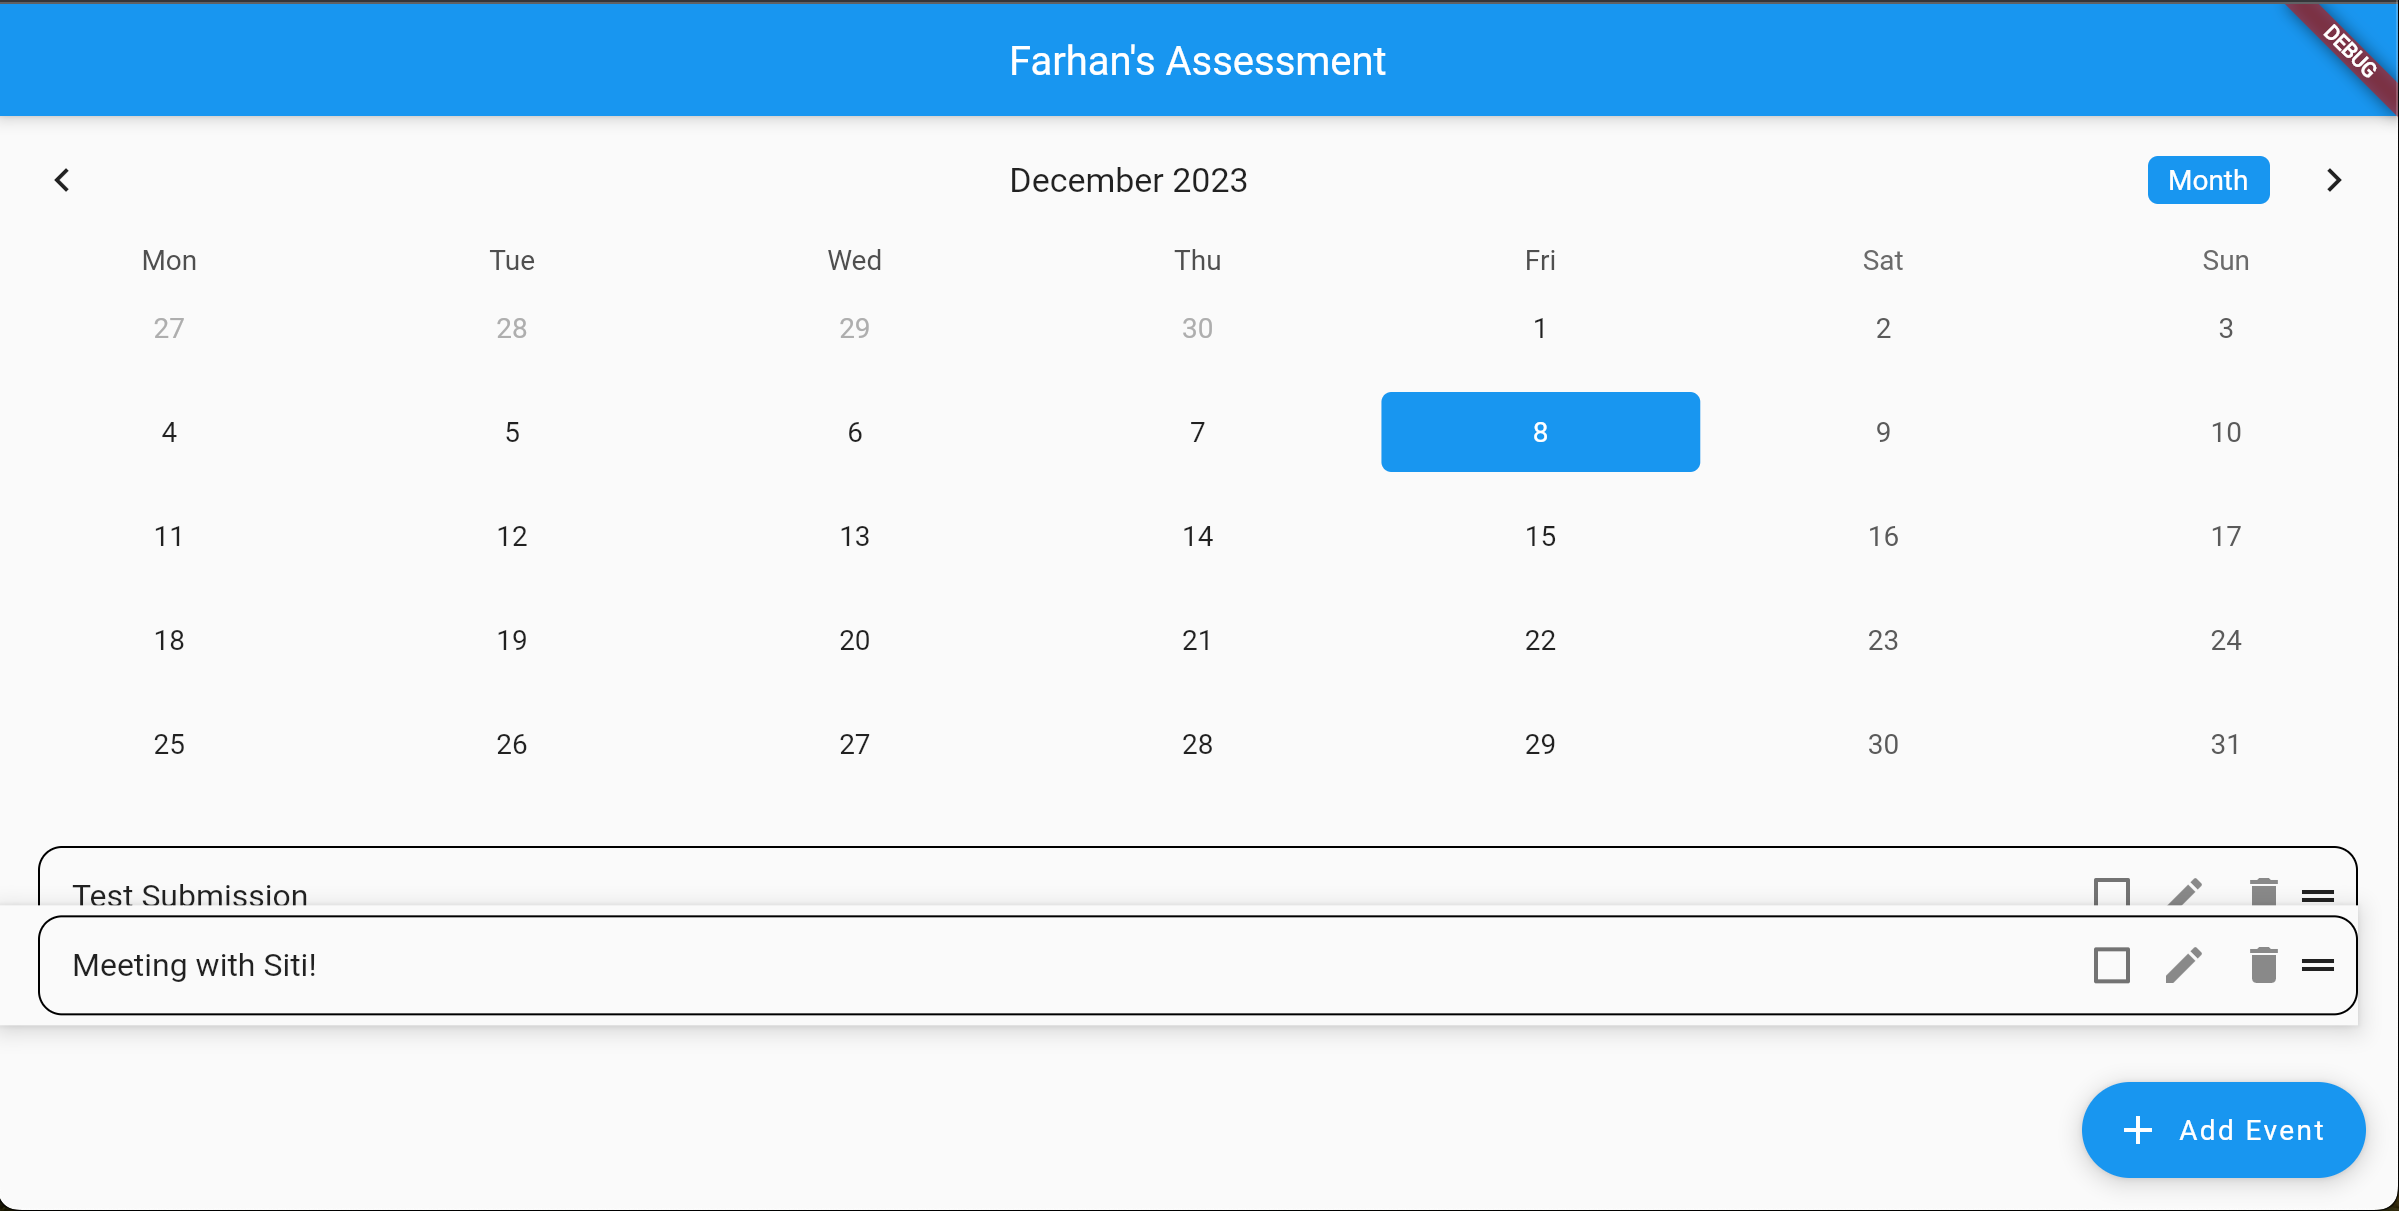 Farhan's Assessment
DEBUG
December 2023
Month
Mon Tue Wed Thu Fri Sat Sun
27 28 29 30 1 2 3
4 5 6 7 8 9 10
11 12 13 14 15 16 17
18 19 20 21 22 23 24
25 26 27 28 29 30 31
Test Submission
Meeting with Siti!
Add Event